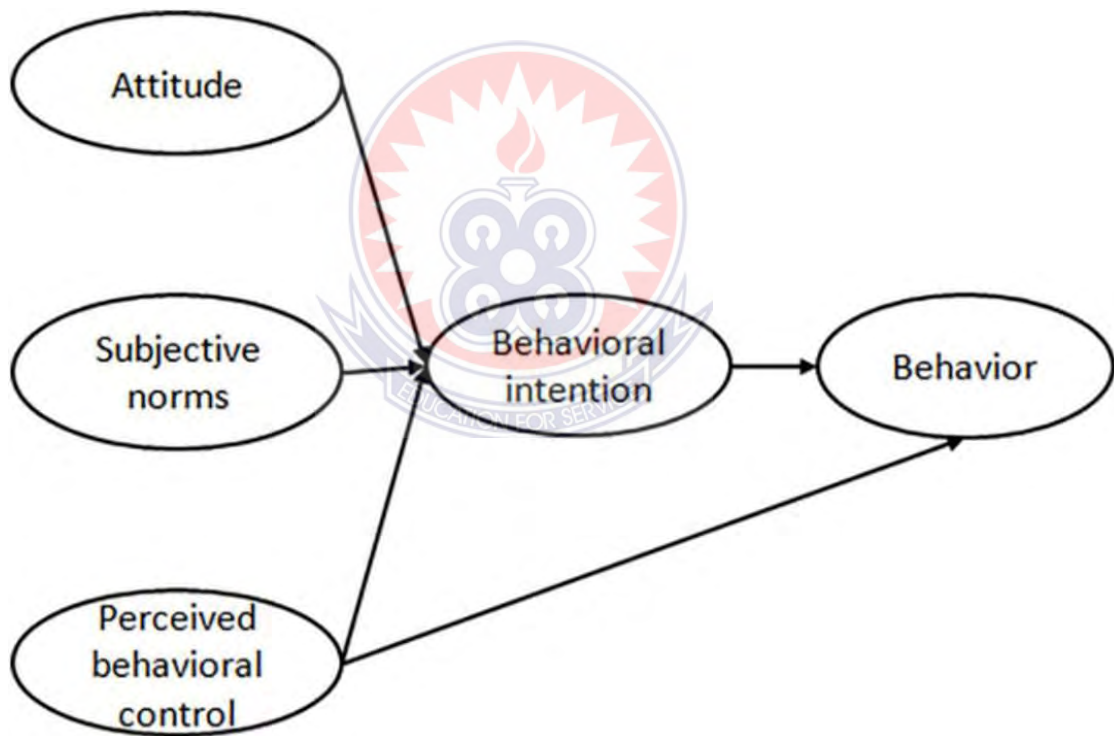 Attitude
Subjective
norms
Behavioral
intention
Behavior
EDUCATION FOR SERVICE
Perceived
behavioral
control